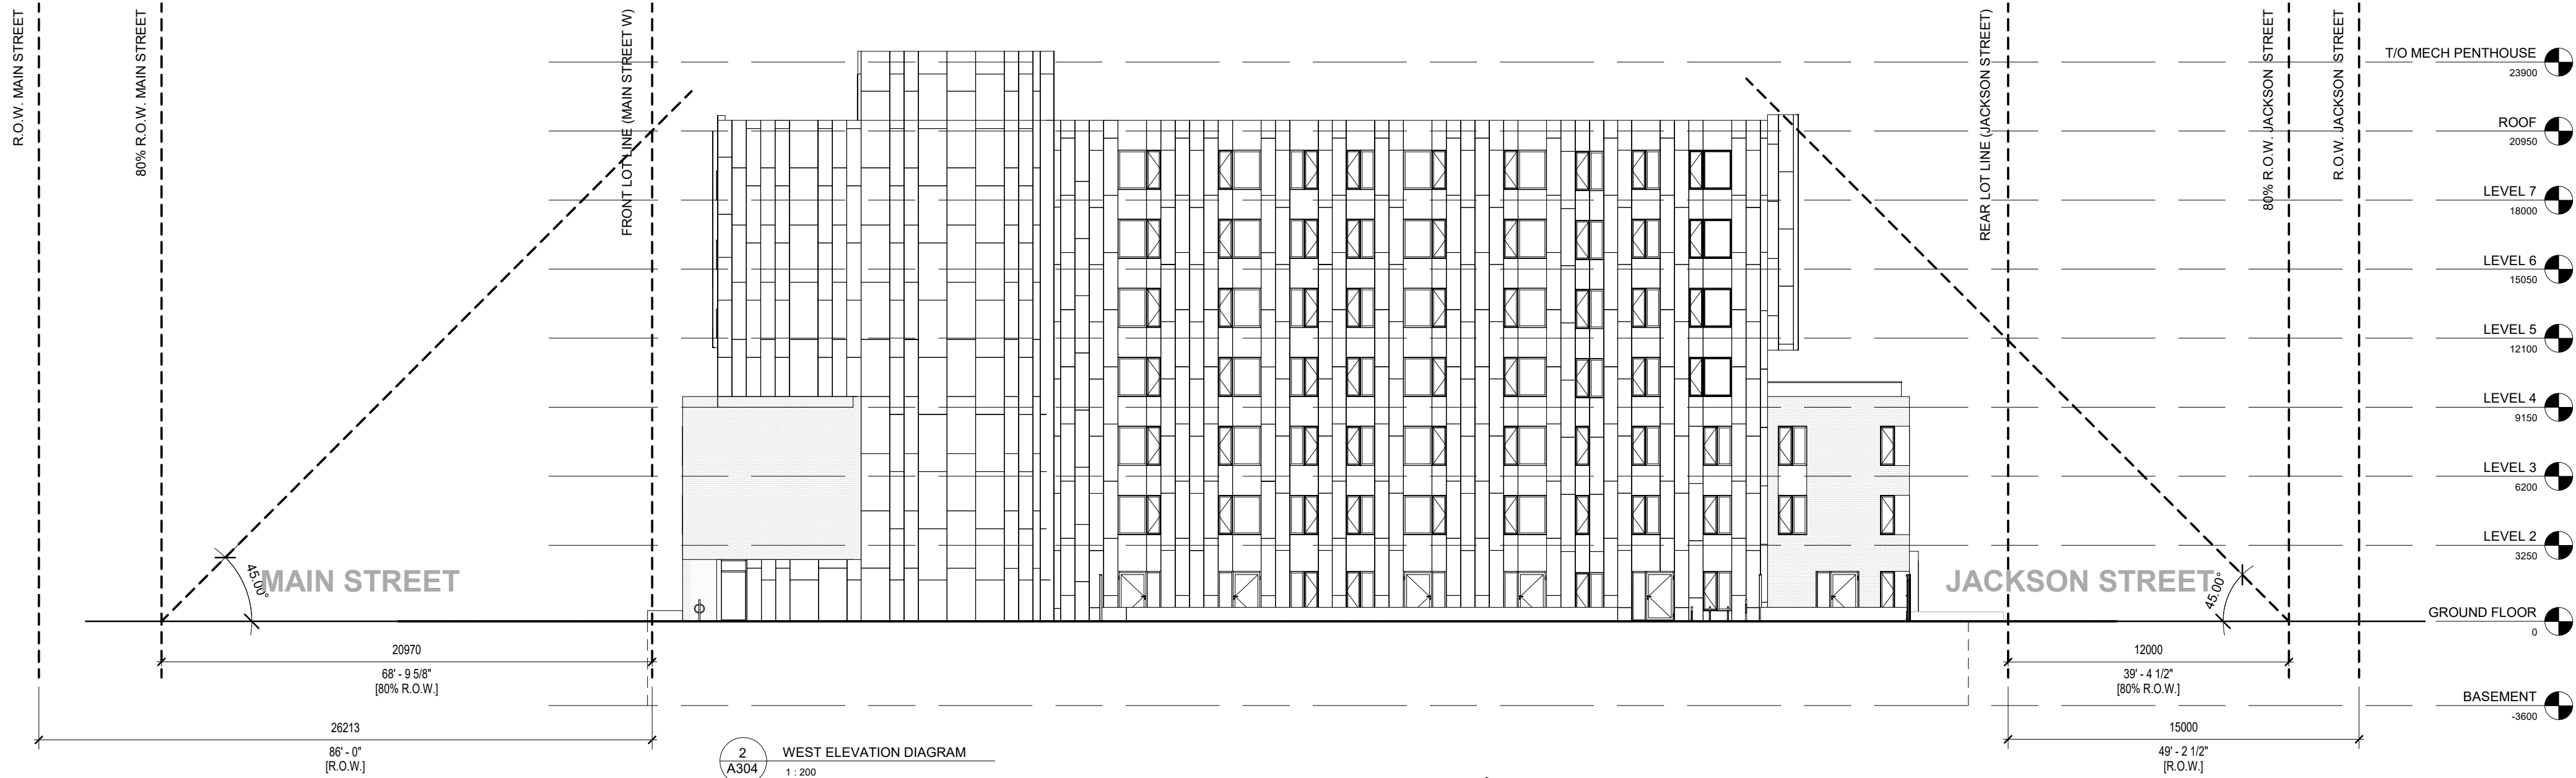 R.O.W. MAIN STREET
80% R.O.W. MAIN STREET
FRONT LOT LINE (MAIN STREET W)
REAR LOT LINE (JACKSON STREET)
80% R.O.W. JACKSON STREET
R.O.W. JACKSON STREET
T/O MECH PENTHOUSE
23900
ROOF
20950
LEVEL 7
18000
LEVEL 6
15050
LEVEL 5
12100
LEVEL 4
9150
LEVEL 3
6200
LEVEL 2
3250
GROUND FLOOR
0
BASEMENT
-3600
45.00°
MAIN STREET
JACKSON STREET
45.00°
20970
68' - 9 5/8"
[80% R.O.W.]
26213
86' - 0"
[R.O.W.]
12000
39' - 4 1/2"
[80% R.O.W.]
15000
49' - 2 1/2"
[R.O.W.]
2
A304
WEST ELEVATION DIAGRAM
1 : 200